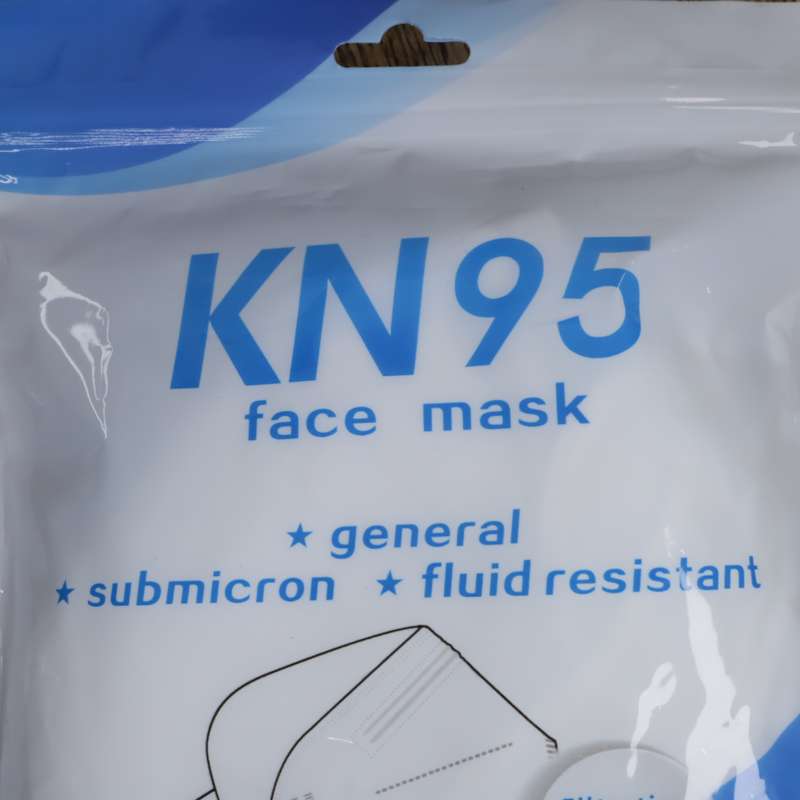 KN95
face mask
★ general
★ submicron ★ fluid resistant